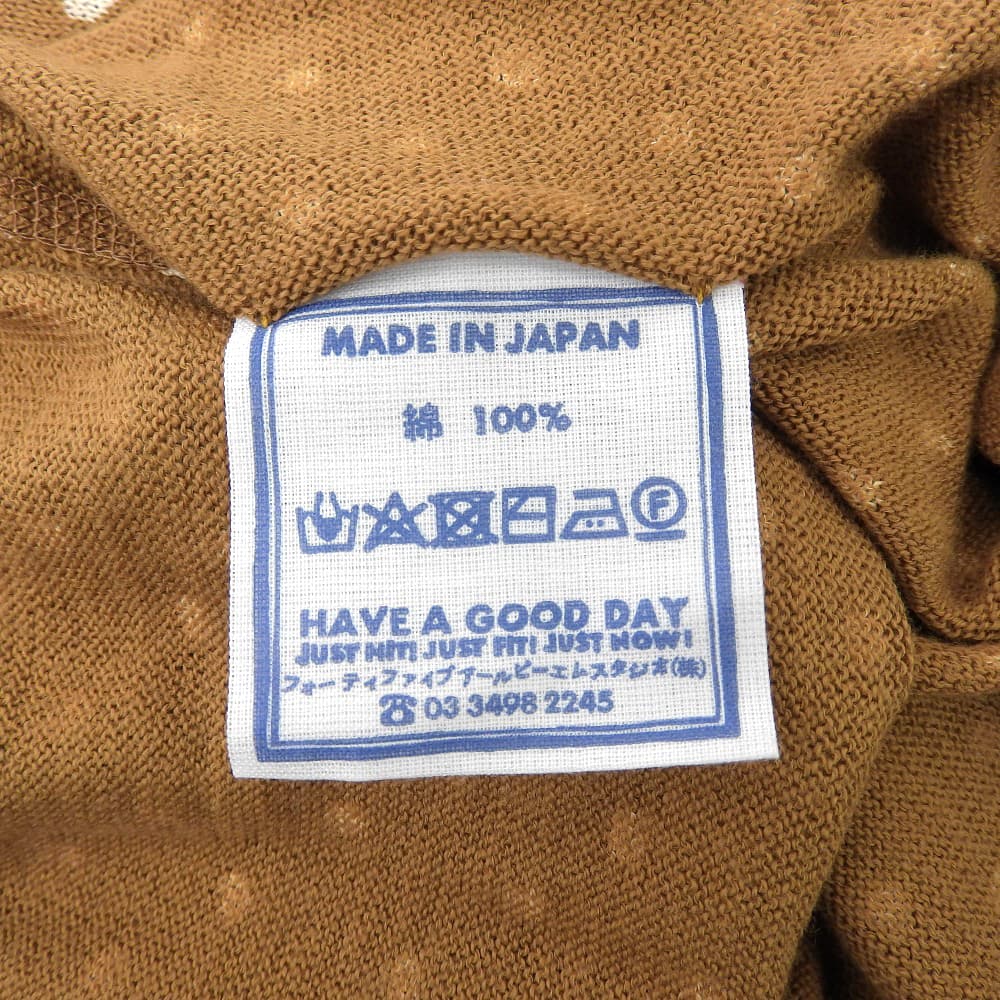 MADE IN JAPAN
綿 100%
F
HAVE A GOOD DAY
JUST HIT! JUST FIT! JUST NOW!
フォーティファイブアールピーエムスタジオ(株)
☎ 03 3498 2245